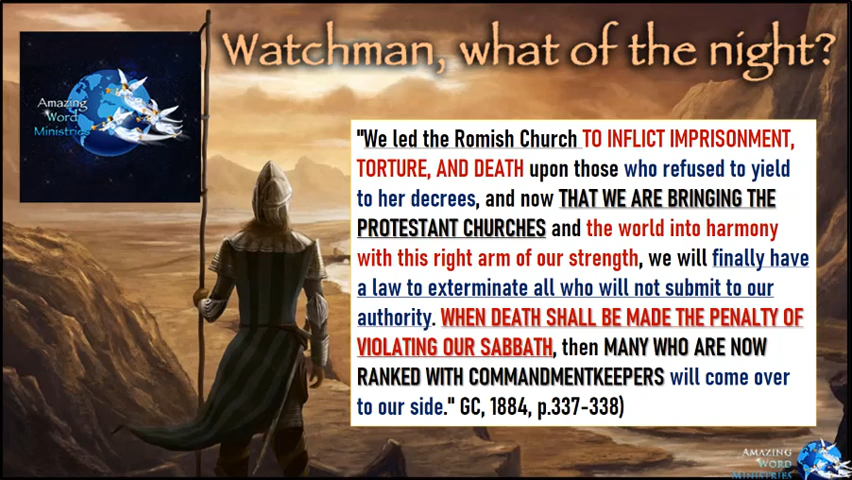 Watchman, what of the night?
Amazing
Word
Ministries
"We led the Romish Church TO INFLICT IMPRISONMENT,
TORTURE, AND DEATH upon those who refused to yield
to her decrees, and now THAT WE ARE BRINGING THE
PROTESTANT CHURCHES and the world into harmony
with this right arm of our strength, we will finally have
a law to exterminate all who will not submit to our
authority. WHEN DEATH SHALL BE MADE THE PENALTY OF
VIOLATING OUR SABBATH, then MANY WHO ARE NOW
RANKED WITH COMMANDMENTKEEPERS will come over
to our side." GC, 1884, p.337-338)
AMAZING
WORD
MINISTRIES